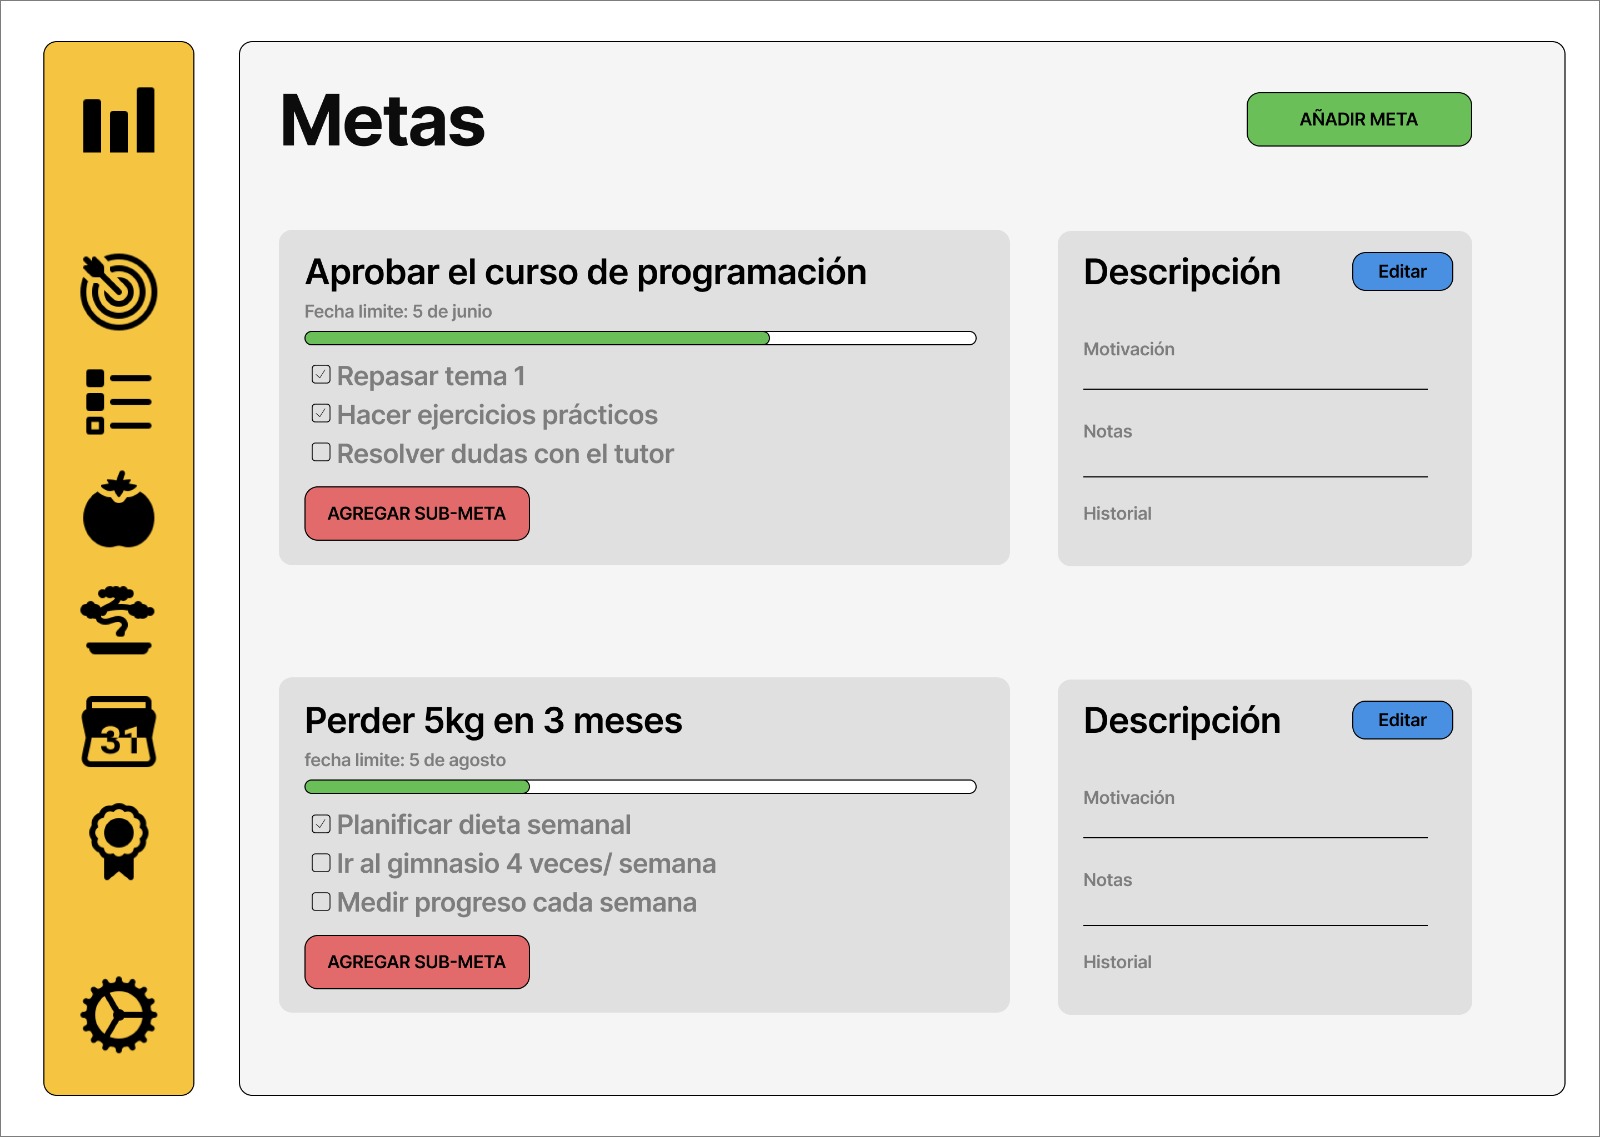 Metas
AÑADIR META
Aprobar el curso de programación
Fecha limite: 5 de junio
Repasar tema 1
Hacer ejercicios prácticos
Resolver dudas con el tutor
AGREGAR SUB-META
Descripción
Editar
Motivación
Notas
Historial
31
Perder 5kg en 3 meses
fecha limite: 5 de agosto
Planificar dieta semanal
Ir al gimnasio 4 veces/ semana
Medir progreso cada semana
AGREGAR SUB-META
Descripción
Editar
Motivación
Notas
Historial